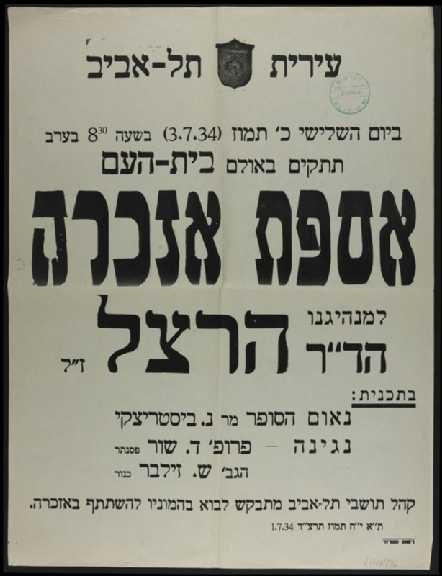 עירית תל-אביב
ביום השלישי כ׳ תמוז (3.7.34) בשעה 8³⁰ בערב
תתקים באולם בית-העם
אספת אזכרה
למנהיגנו
הד״ר הרצל ז״ל
בתכנית:
נאום הסופר מר נ. ביסטריצקי
נגינה – פרופ׳ ד. שור פסנתר
הגב׳ ש. זילבר כנור
קהל תושבי תל-אביב מתבקש לבוא בהמוניו להשתתף באזכרה.
ת״א י״ח תמוז תרצ״ד 1.7.34